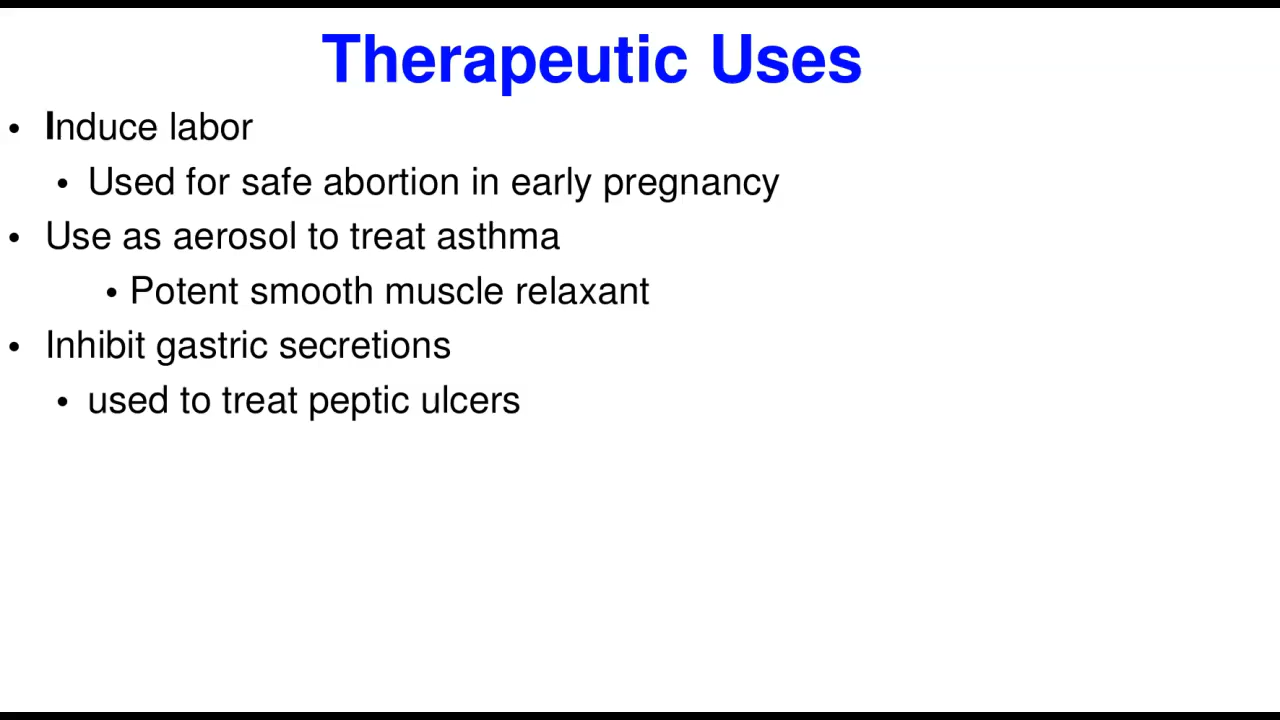 Therapeutic Uses
• Induce labor
• Used for safe abortion in early pregnancy
• Use as aerosol to treat asthma
• Potent smooth muscle relaxant
• Inhibit gastric secretions
• used to treat peptic ulcers